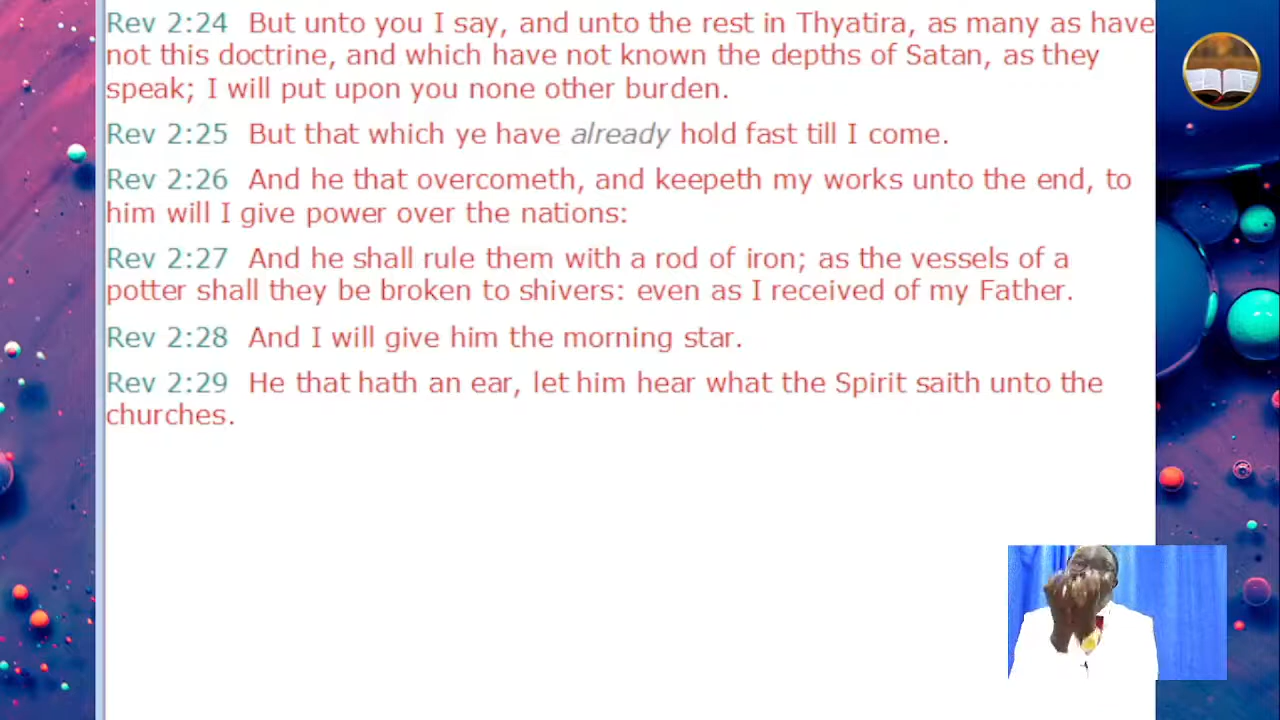 Rev 2:24 But unto you I say, and unto the rest in Thyatira, as many as have
not this doctrine, and which have not known the depths of Satan, as they
speak; I will put upon you none other burden.
Rev 2:25 But that which ye have already hold fast till I come.
Rev 2:26 And he that overcometh, and keepeth my works unto the end, to
him will I give power over the nations:
Rev 2:27 And he shall rule them with a rod of iron; as the vessels of a
potter shall they be broken to shivers: even as I received of my Father.
Rev 2:28 And I will give him the morning star.
Rev 2:29 He that hath an ear, let him hear what the Spirit saith unto the
churches.